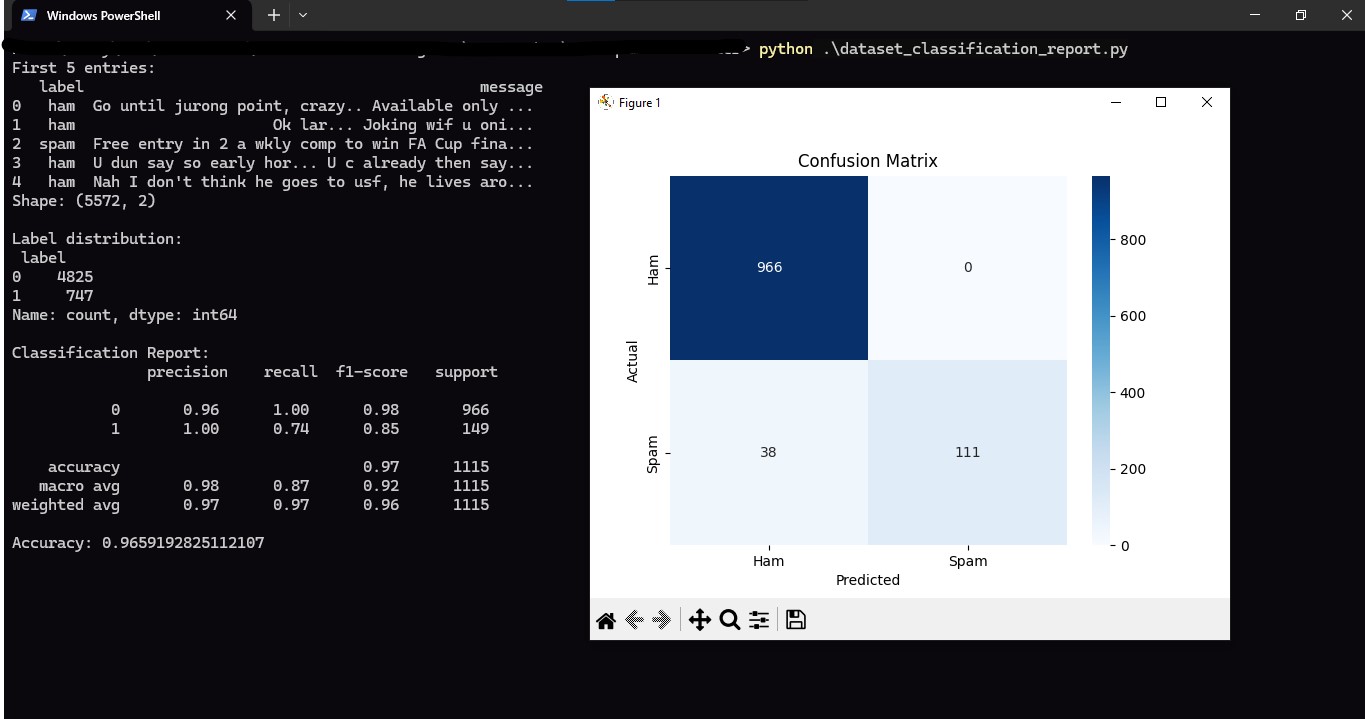 Windows PowerShell
> python .\dataset_classification_report.py
First 5 entries:
label message
0 ham Go until jurong point, crazy.. Available only ...
1 ham Ok lar... Joking wif u oni...
2 spam Free entry in 2 a wkly comp to win FA Cup fina...
3 ham U dun say so early hor... U c already then say...
4 ham Nah I don't think he goes to usf, he lives aro...
Shape: (5572, 2)
Label distribution:
label
0 4825
1 747
Name: count, dtype: int64
Classification Report:
precision recall f1-score support
0 0.96 1.00 0.98 966
1 1.00 0.74 0.85 149
accuracy 0.97 1115
macro avg 0.98 0.87 0.92 1115
weighted avg 0.97 0.97 0.96 1115
Accuracy: 0.9659192825112107
Figure 1
Confusion Matrix
Actual
Ham
966 0
Spam
38 111
Ham Spam
Predicted
800
600
400
200
0